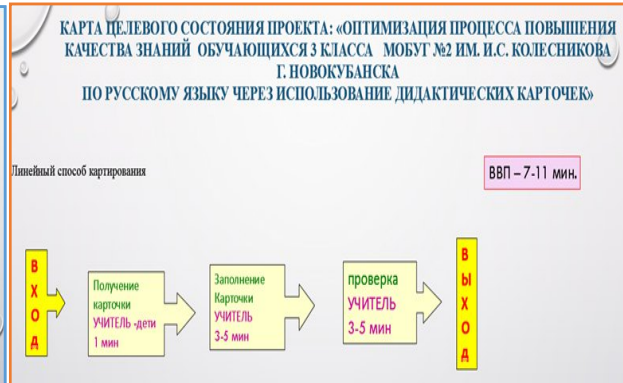 КАРТА ЦЕЛЕВОГО СОСТОЯНИЯ ПРОЕКТА: «ОПТИМИЗАЦИЯ ПРОЦЕССА ПОВЫШЕНИЯ
КАЧЕСТВА ЗНАНИЙ ОБУЧАЮЩИХСЯ 3 КЛАССА МОБУГ №2 ИМ. И.С. КОЛЕСНИКОВА
Г. НОВОКУБАНСКА
ПО РУССКОМУ ЯЗЫКУ ЧЕРЕЗ ИСПОЛЬЗОВАНИЕ ДИДАКТИЧЕСКИХ КАРТОЧЕК»
Линейный способ картирования
ВВП – 7-11 мин.
ВХОД
Получение
карточки
УЧИТЕЛЬ -дети
1 мин
Заполнение
Карточки
УЧИТЕЛЬ
3-5 мин
проверка
УЧИТЕЛЬ
3-5 мин
ВЫХОД